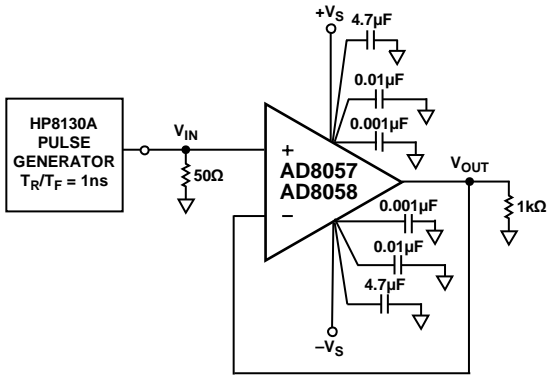 +VS
4.7µF
0.01µF
0.001µF
HP8130A
PULSE
GENERATOR
TR/TF = 1ns
VIN
50Ω
+
AD8057
AD8058
–
VOUT
1kΩ
0.001µF
0.01µF
4.7µF
–VS